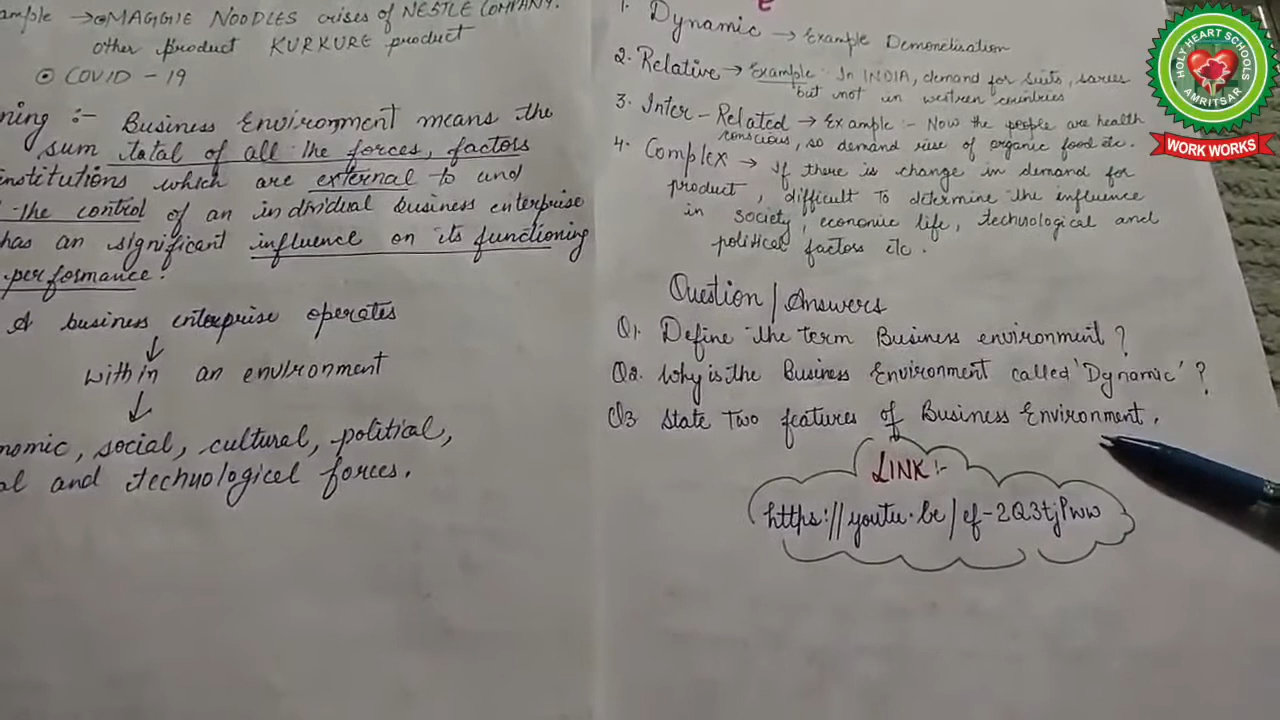 ample → ⊙MAGGIE NOODLES crises of NESTLE COMPANY.
other product KURKURE product
⊙ COVID - 19
ning :- Business Environment means the
sum total of all the forces, factors
institutions which are external to and
the control of an individual business enterprise
has an significant influence on its functioning
performance.
A business enterprise operates
↓
within an environment
↓
nomic, social, cultural, political,
al and technological forces.
1. Dynamic → Example Demonetisation
2. Relative → Example In INDIA, demand for suits, sarees
but not in western countries
3. Inter-Related → Example :- Now the people are health
conscious, so demand rise of organic food etc.
4. Complex → If there is change in demand for
product, difficult to determine the influence
in society, economic life, technological and
political factors etc.
Question/Answers
Q1. Define the term Business environment?
Q2. Why is the Business Environment called 'Dynamic'?
Q3 State Two features of Business Environment.
LINK:-
https://youtu.be/ef-2Q3tjPww
HOLY HEART SCHOOLS
AMRITSAR
WORK WORKS